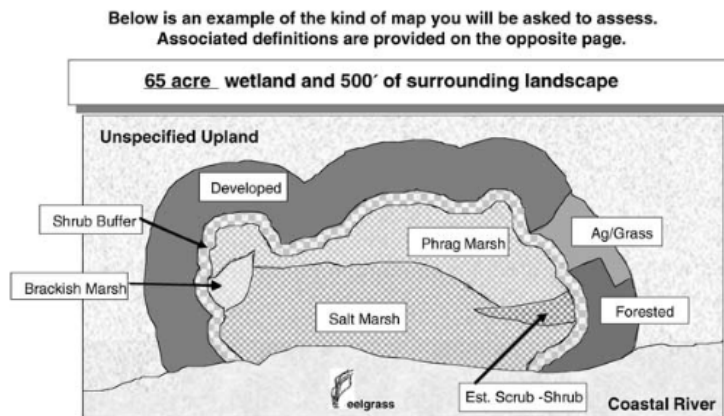 Below is an example of the kind of map you will be asked to assess.
Associated definitions are provided on the opposite page.
65 acre wetland and 500´ of surrounding landscape
Unspecified Upland
Developed
Shrub Buffer
Phrag Marsh
Ag/Grass
Brackish Marsh
Salt Marsh
Forested
Est. Scrub -Shrub
eelgrass
Coastal River